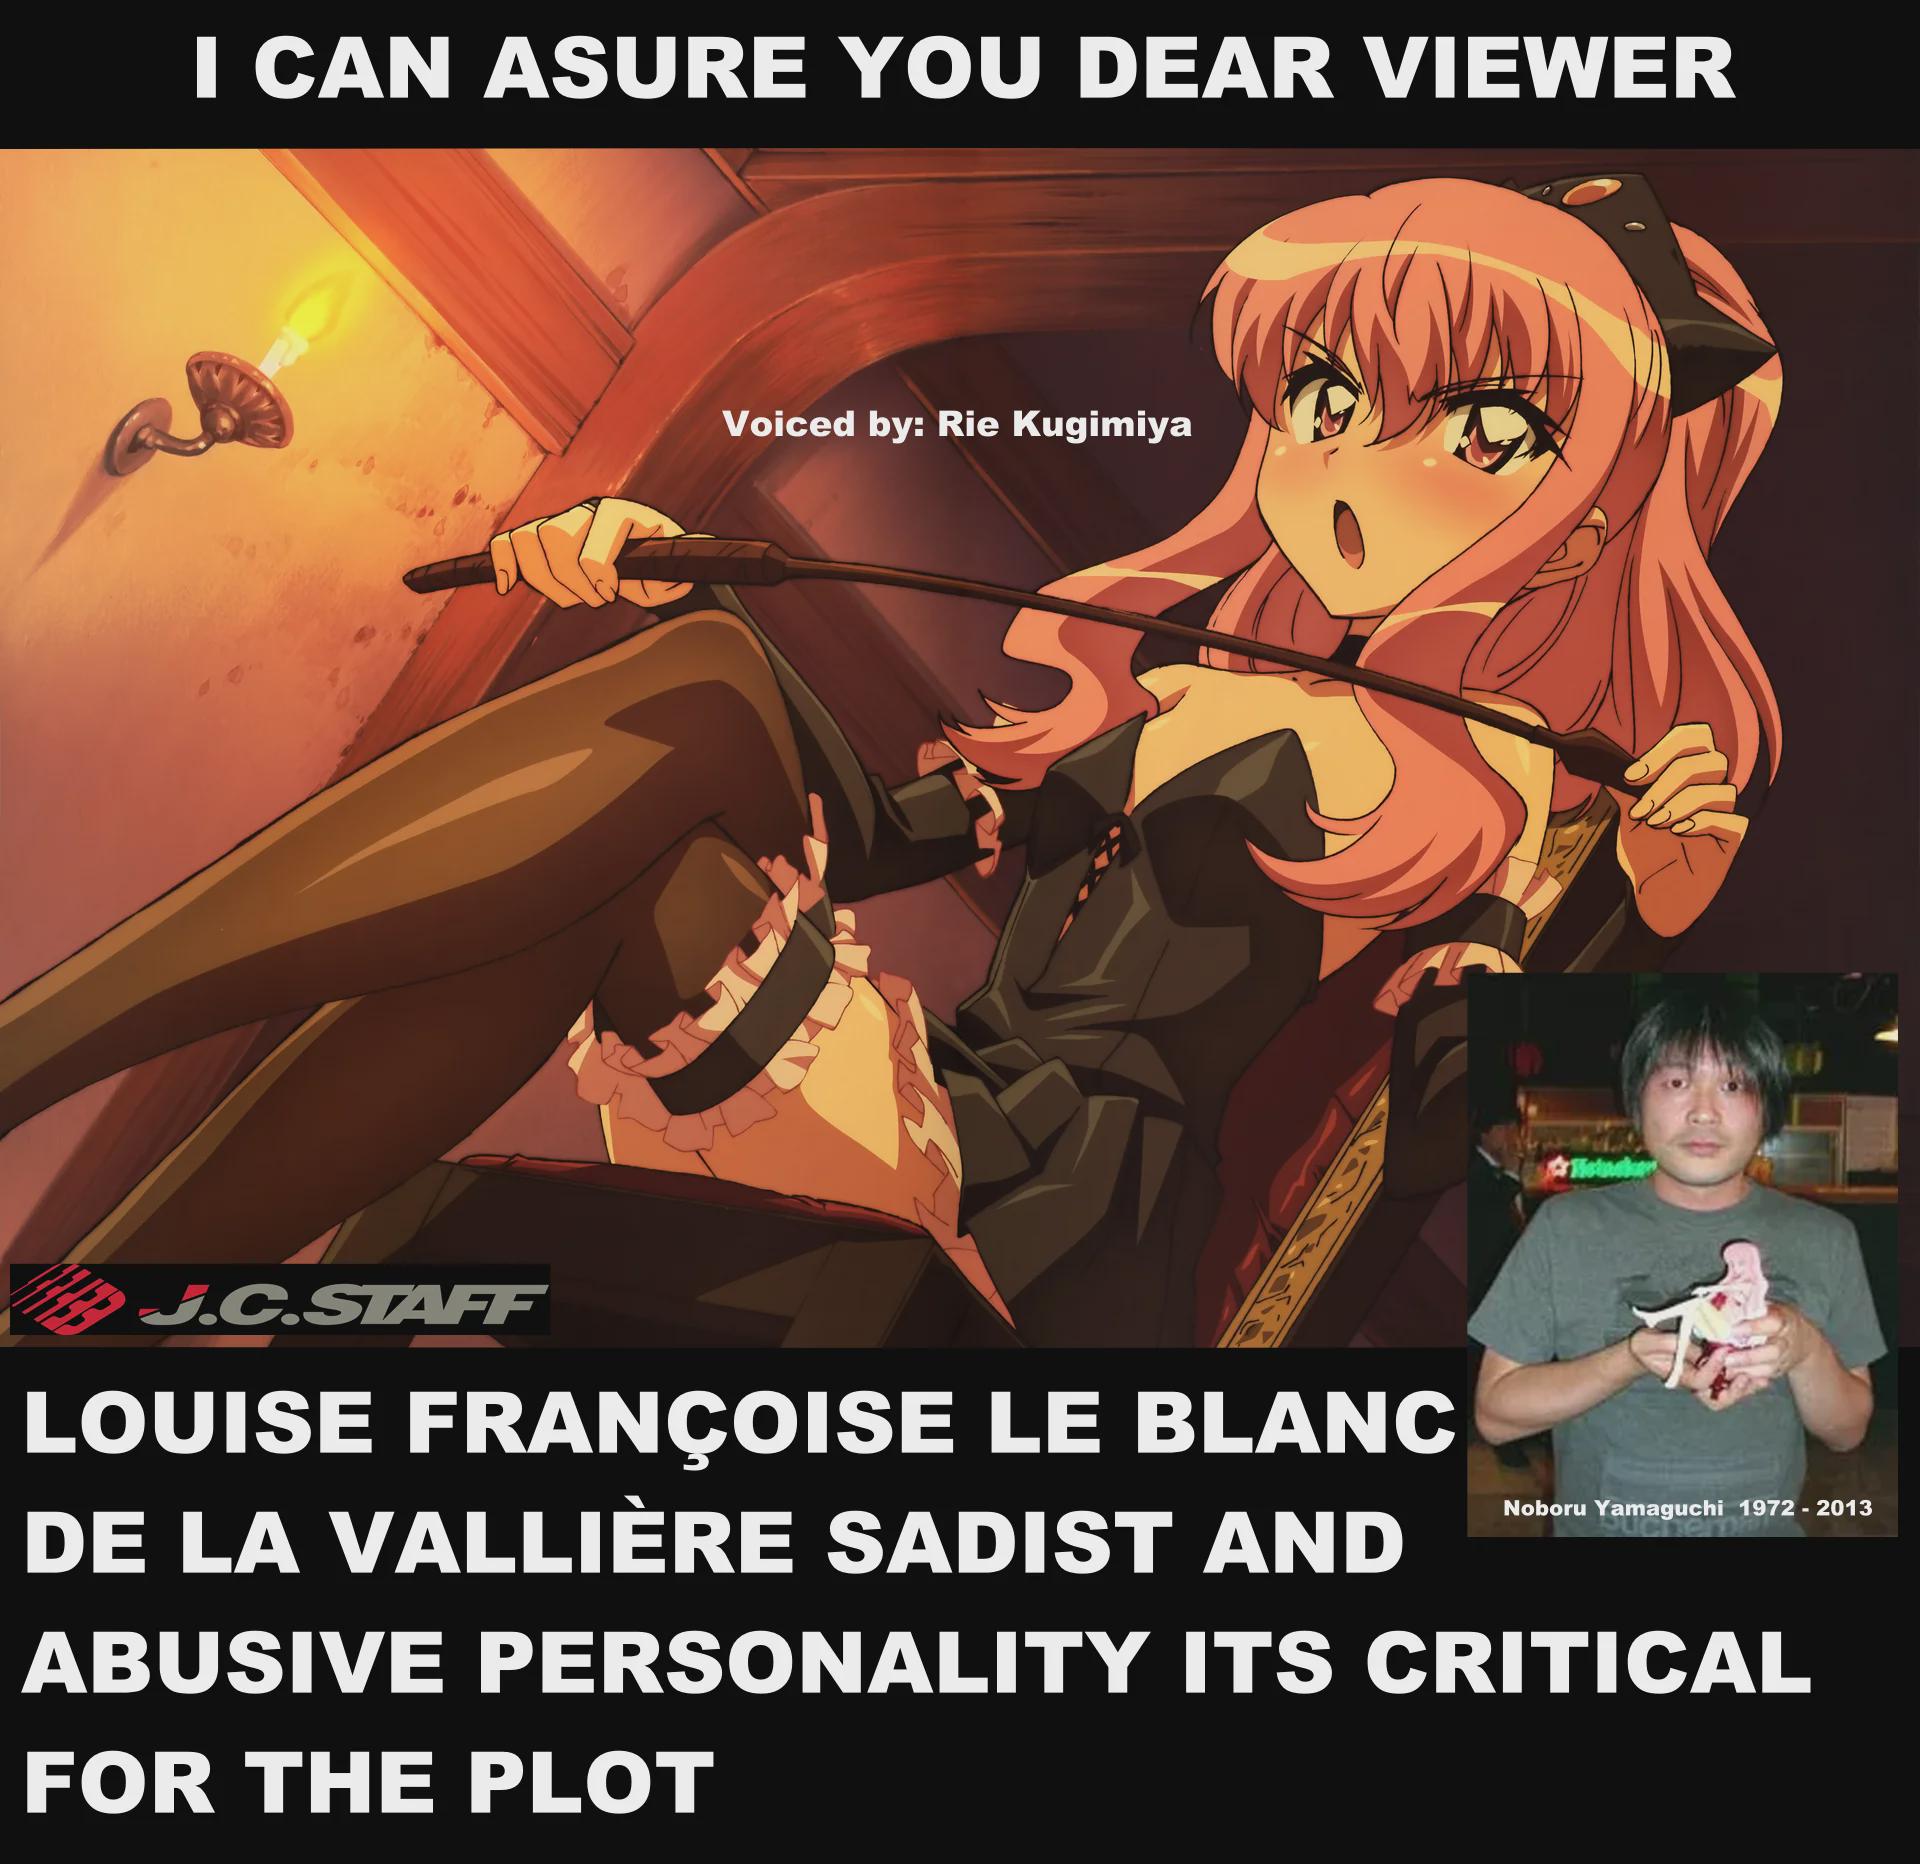 I CAN ASURE YOU DEAR VIEWER
Voiced by: Rie Kugimiya
Heineken
J.C.STAFF
LOUISE FRANÇOISE LE BLANC
Noboru Yamaguchi 1972 - 2013
DE LA VALLIÈRE SADIST AND
ABUSIVE PERSONALITY ITS CRITICAL
FOR THE PLOT